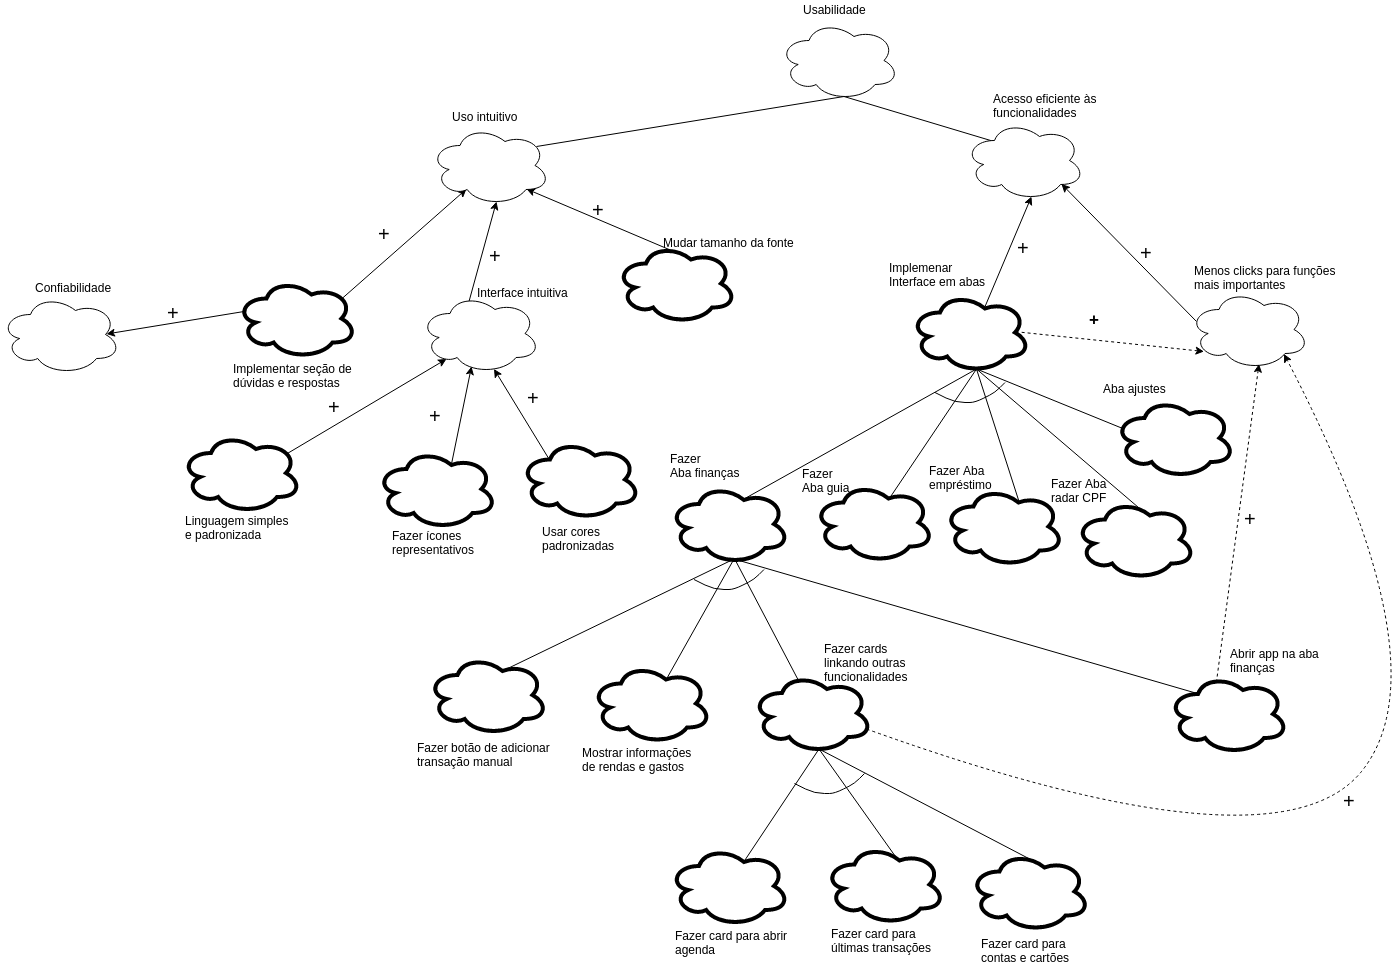 Usabilidade
Acesso eficiente às
funcionalidades
Uso intuitivo
+
+
Mudar tamanho da fonte
+
+
+
Confiabilidade
Interface intuitiva
Implemenar
Interface em abas
Menos clicks para funções
mais importantes
+
+
Implementar seção de
dúvidas e respostas
+
+
+
Aba ajustes
Fazer
Aba finanças
Fazer
Aba guia
Fazer Aba
empréstimo
Fazer Aba
radar CPF
Linguagem simples
e padronizada
Fazer ícones
representativos
Usar cores
padronizadas
+
Fazer cards
linkando outras
funcionalidades
Abrir app na aba
finanças
Fazer botão de adicionar
transação manual
Mostrar informações
de rendas e gastos
+
Fazer card para abrir
agenda
Fazer card para
últimas transações
Fazer card para
contas e cartões